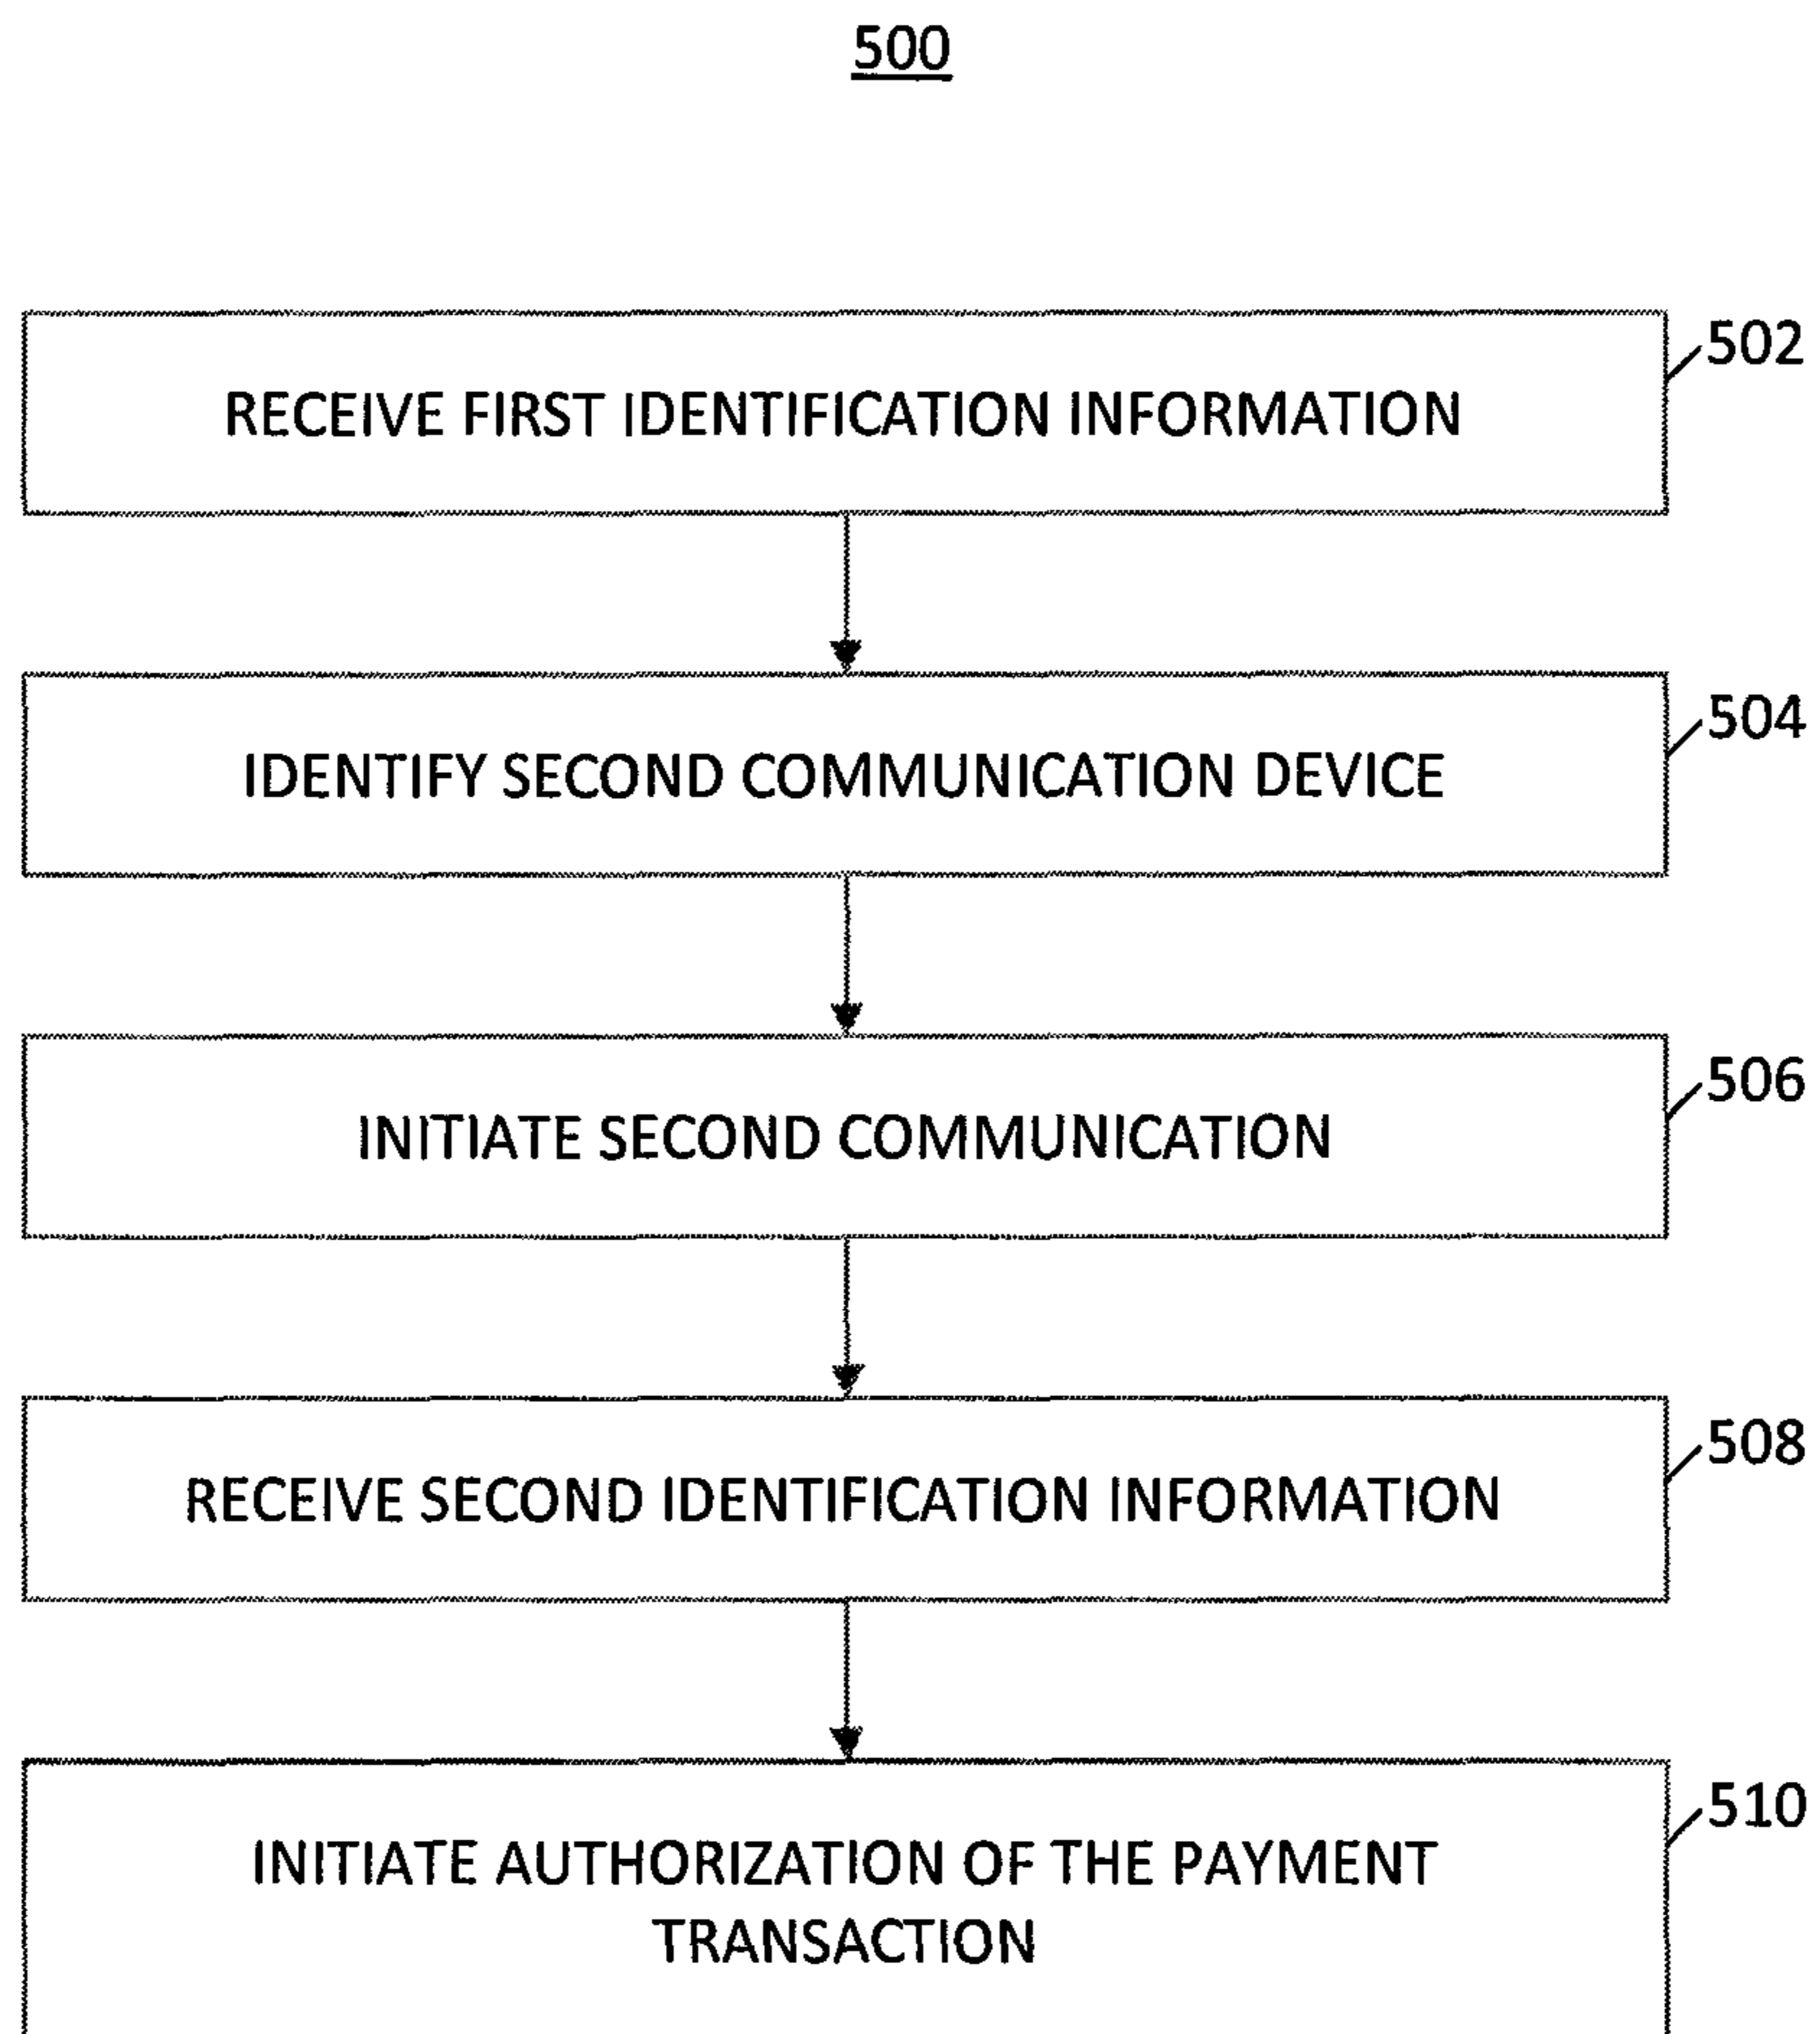 500
502
RECEIVE FIRST IDENTIFICATION INFORMATION
504
IDENTIFY SECOND COMMUNICATION DEVICE
506
INITIATE SECOND COMMUNICATION
508
RECEIVE SECOND IDENTIFICATION INFORMATION
510
INITIATE AUTHORIZATION OF THE PAYMENT
TRANSACTION